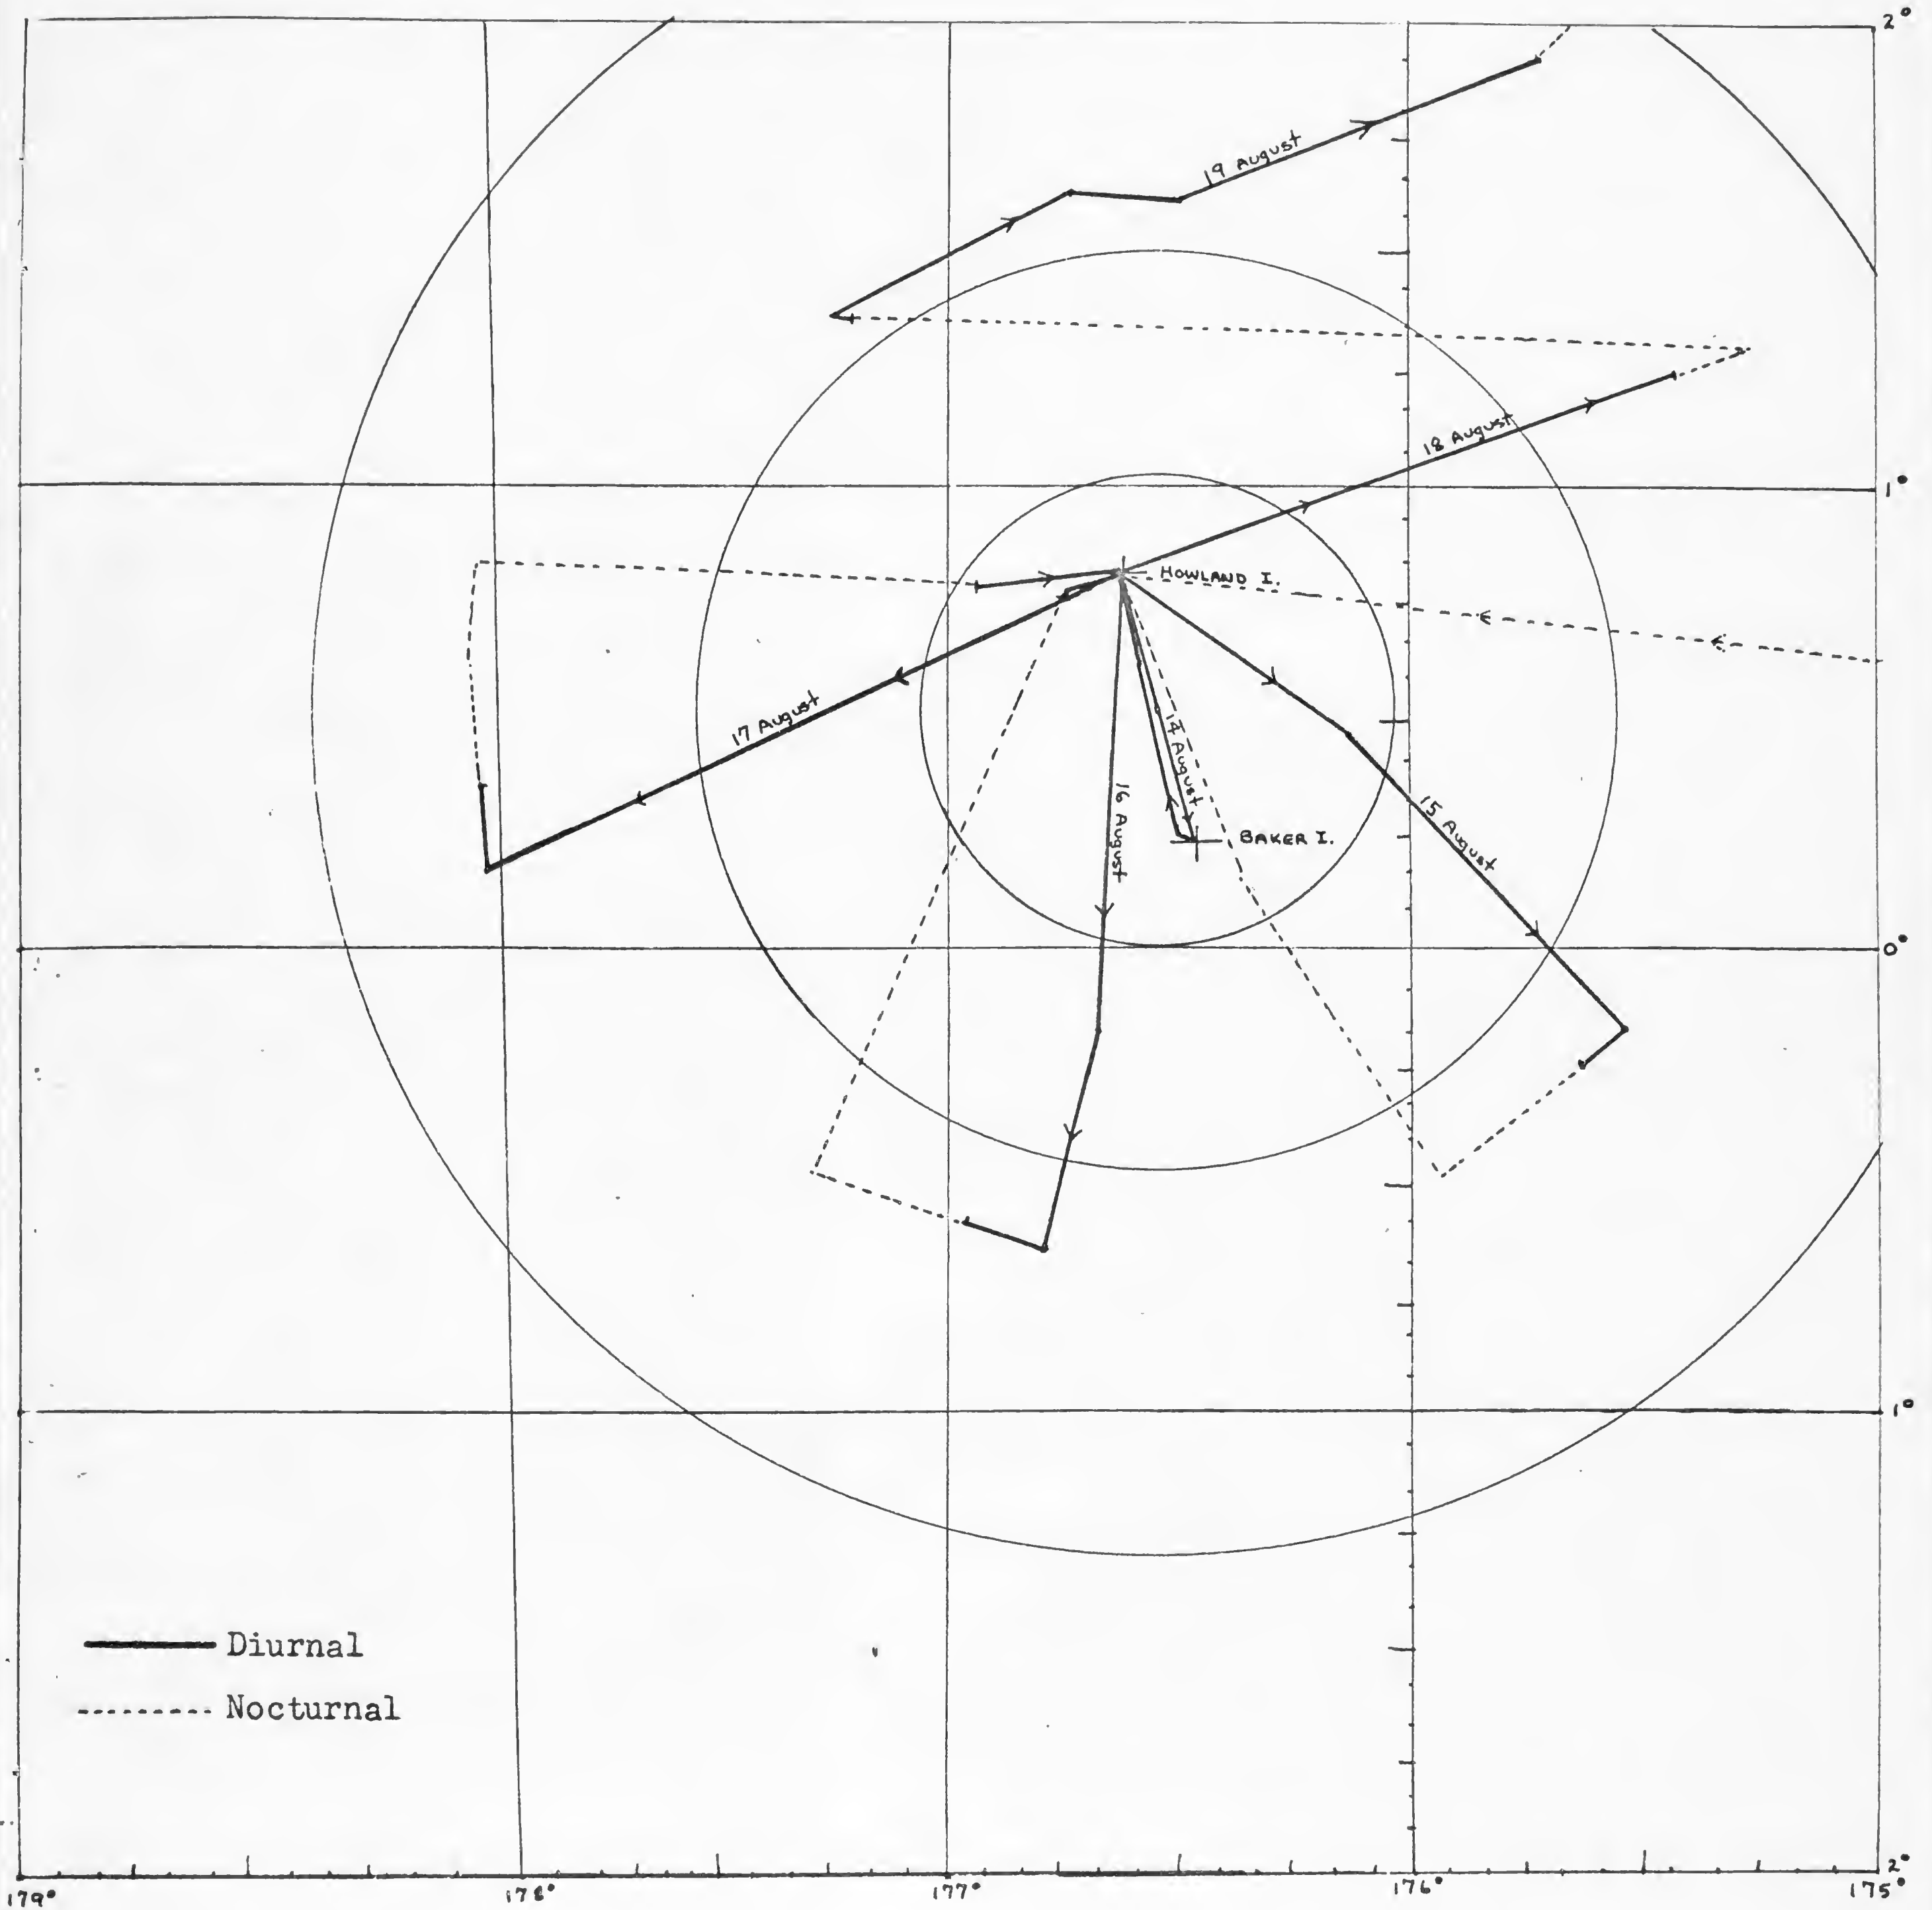 2°
19 August
18 August
1°
HOWLAND I.
17 August
14 August
16 August
15 August
BAKER I.
0°
1°
Diurnal
Nocturnal
2°
179° 178° 177° 176° 175°